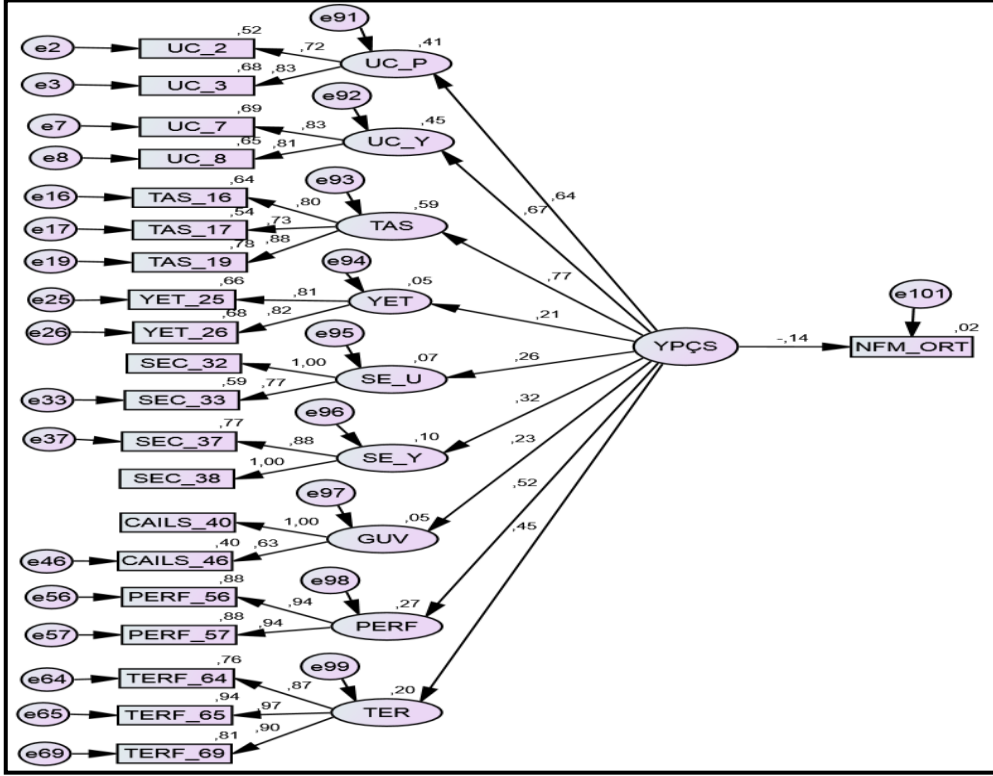 e91
,52
e2 UC_2 ,72 ,41
UC_P
,68 ,83
e3 UC_3
e92
,69
e7 UC_7 ,83 ,45
UC_Y
,65 ,81
e8 UC_8
,64
,64 e93 ,67
e16 TAS_16 ,80 ,59
,54 ,73
e17 TAS_17 TAS
,78 ,88
e19 TAS_19
e94 ,77
,66 ,05
e25 YET_25 ,81 YET e101
,68 ,82 ,21
e26 YET_26
e95 ,02
YPÇS -,14 NFM_ORT
SEC_32 1,00 ,07
SE_U ,26
,59 ,77
e33 SEC_33
e96 ,32
,77
e37 SEC_37 ,88 ,10
SE_Y ,23
1,00
SEC_38
,52
e97
CAILS_40 1,00 ,05 ,45
GUV
,40 ,63
e46 CAILS_46
,88 e98
e56 PERF_56 ,94 ,27
,88 ,94 PERF
e57 PERF_57
,76 e99
e64 TERF_64 ,87 ,20
,94 ,97
e65 TERF_65 TER
,81 ,90
e69 TERF_69